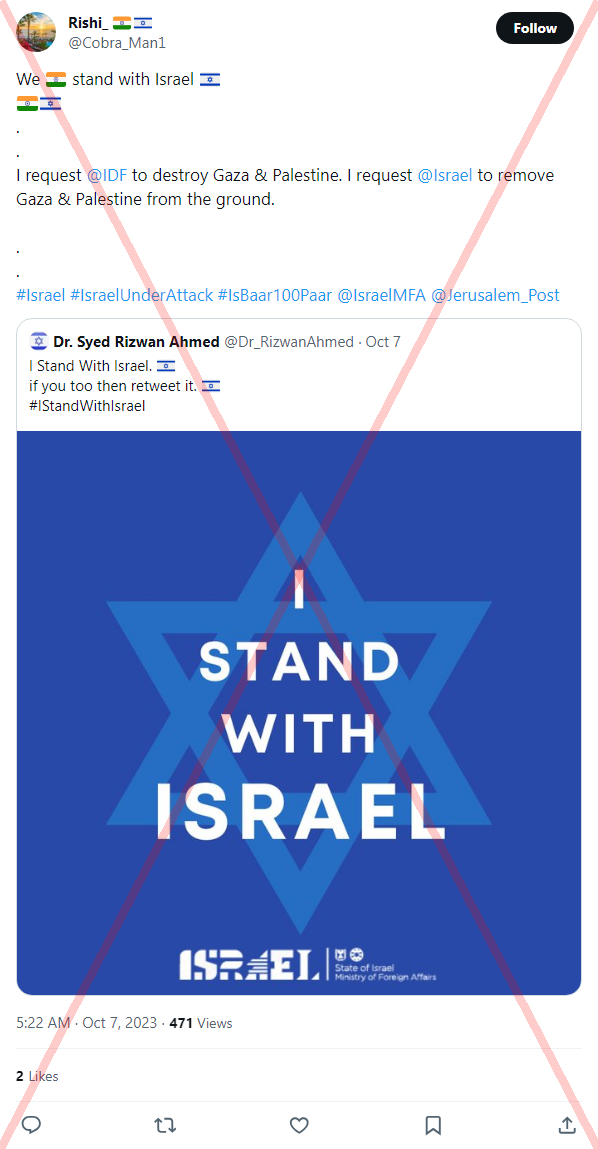 Rishi_ 🇮🇳🇮🇱
Follow
@Cobra_Man1
We 🇮🇳 stand with Israel 🇮🇱
🇮🇳🇮🇱
.
.
I request @IDF to destroy Gaza & Palestine. I request @Israel to remove
Gaza & Palestine from the ground.
.
.
#Israel #IsraelUnderAttack #IsBaar100Paar @IsraelMFA @Jerusalem_Post
Dr. Syed Rizwan Ahmed @Dr_RizwanAhmed · Oct 7
I Stand With Israel. 🇮🇱
if you too then retweet it. 🇮🇱
#IStandWithIsrael
I
STAND
WITH
ISRAEL
ISRAEL
State of Israel
Ministry of Foreign Affairs
5:22 AM · Oct 7, 2023 · 471 Views
2 Likes